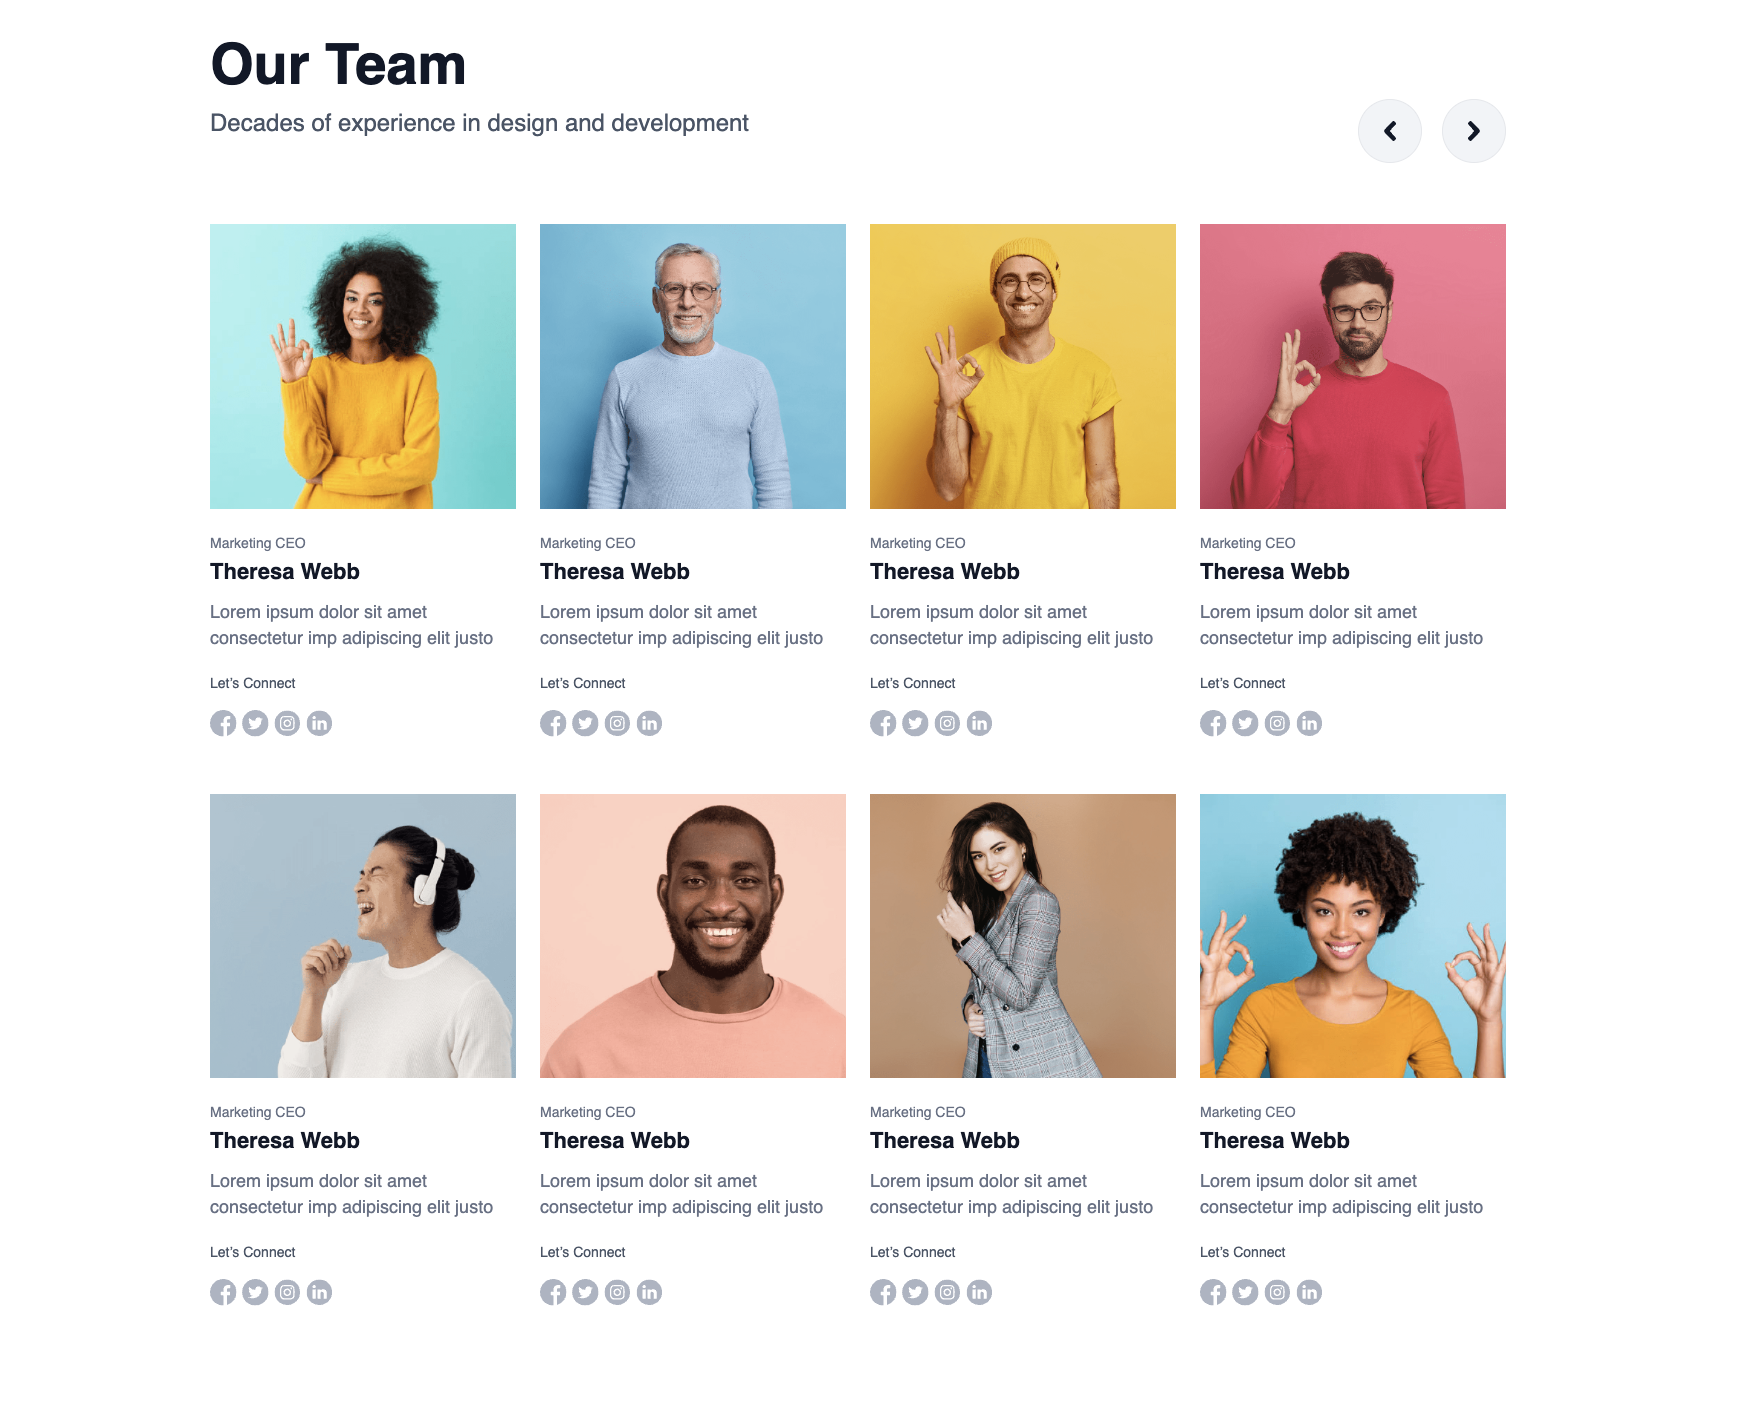 Our Team
Decades of experience in design and development
Marketing CEO
Theresa Webb
Lorem ipsum dolor sit amet
consectetur imp adipiscing elit justo
Let's Connect
Marketing CEO
Theresa Webb
Lorem ipsum dolor sit amet
consectetur imp adipiscing elit justo
Let's Connect
Marketing CEO
Theresa Webb
Lorem ipsum dolor sit amet
consectetur imp adipiscing elit justo
Let's Connect
Marketing CEO
Theresa Webb
Lorem ipsum dolor sit amet
consectetur imp adipiscing elit justo
Let's Connect
Marketing CEO
Theresa Webb
Lorem ipsum dolor sit amet
consectetur imp adipiscing elit justo
Let's Connect
Marketing CEO
Theresa Webb
Lorem ipsum dolor sit amet
consectetur imp adipiscing elit justo
Let's Connect
Marketing CEO
Theresa Webb
Lorem ipsum dolor sit amet
consectetur imp adipiscing elit justo
Let's Connect
Marketing CEO
Theresa Webb
Lorem ipsum dolor sit amet
consectetur imp adipiscing elit justo
Let's Connect